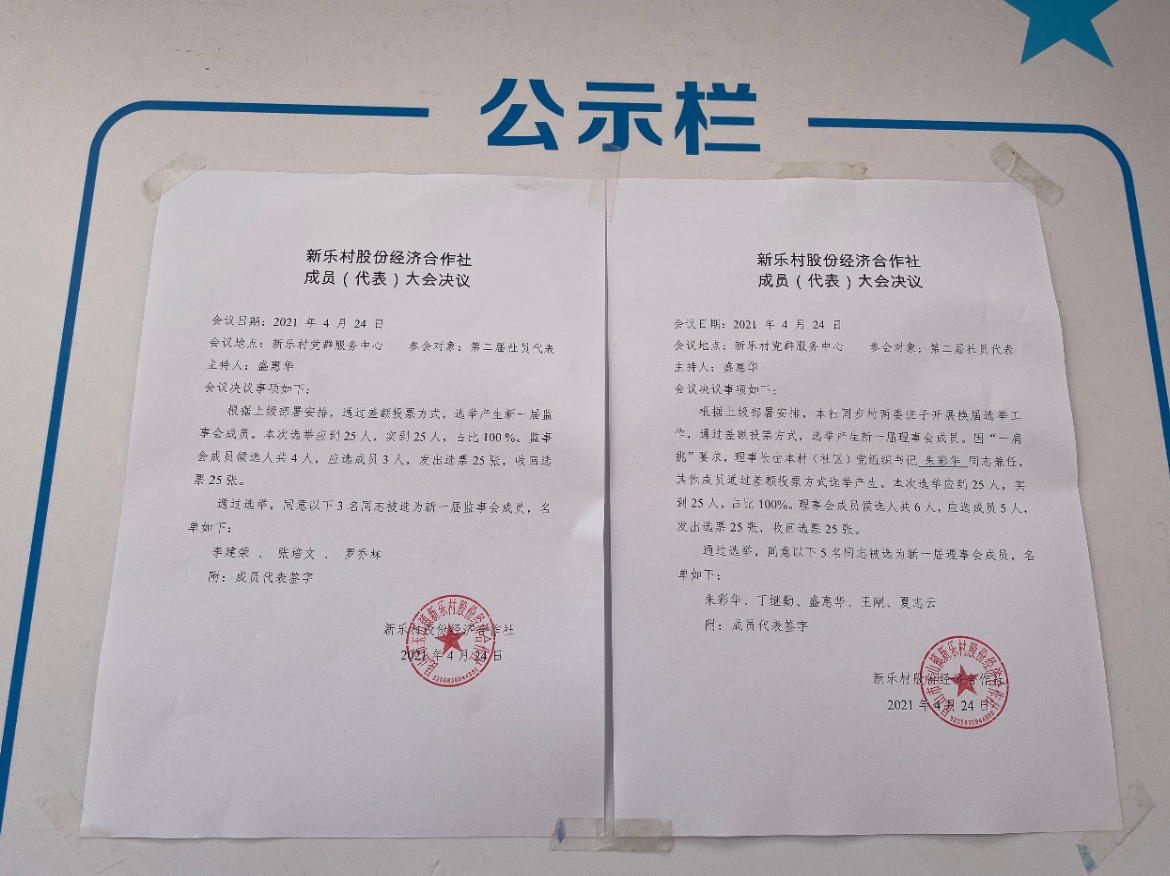 公示栏
新乐村股份经济合作社
成员（代表）大会决议
会议日期：2021 年 4 月 24 日
会议地点：新乐村党群服务中心 参会对象：第二届社员代表
主持人：盛惠华
会议决议事项如下：
根据上级部署安排，通过差额投票方式，选举产生新一届监
事会成员。本次选举应到25人，实到25人，占比100%。监事
会成员候选人共4人，应选成员3人，发出选票25张，收回选
票25张。
通过选举，同意以下3名同志被选为新一届监事会成员，名
单如下：
李建荣 、 张培文 、 罗乔林
附：成员代表签字
新乐村股份经济合作社
2021 年 4 月 24 日
新乐村股份经济合作社
成员（代表）大会决议
会议日期：2021 年 4 月 24 日
会议地点：新乐村党群服务中心 参会对象：第二届社员代表
主持人：盛惠华
会议决议事项如下：
根据上级部署安排，本社同步村两委班子开展换届选举工
作，通过差额投票方式，选举产生新一届理事会成员。因“一肩
挑”要求，理事长由本村（社区）党组织书记 朱彩华 同志兼任，
其他成员通过差额投票方式选举产生。本次选举应到25人，实
到25人，占比100%。理事会成员候选人共6人，应选成员5人，
发出选票25张，收回选票25张。
通过选举，同意以下5名同志被选为新一届理事会成员，名
单如下：
朱彩华、丁继勤、盛惠华、王刚、夏志云
附：成员代表签字
新乐村股份经济合作社
2021 年 4 月 24 日